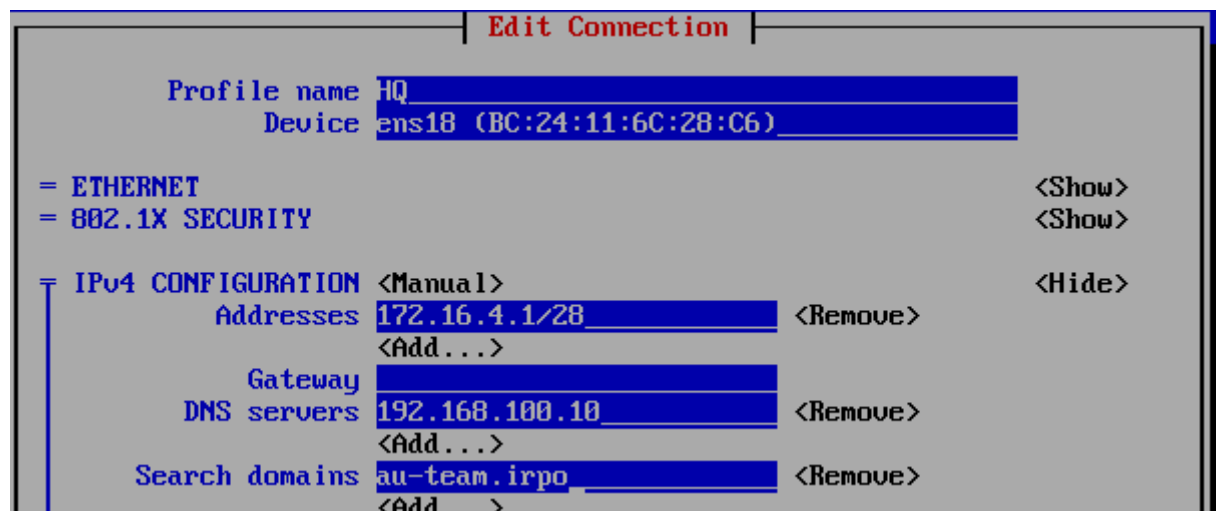 Edit Connection
Profile name HQ
Device ens18 (BC:24:11:6C:28:C6)
= ETHERNET <Show>
= 802.1X SECURITY <Show>
= IPv4 CONFIGURATION <Manual> <Hide>
Addresses 172.16.4.1/28 <Remove>
<Add...>
Gateway
DNS servers 192.168.100.10 <Remove>
<Add...>
Search domains au-team.irpo <Remove>
<Add...>